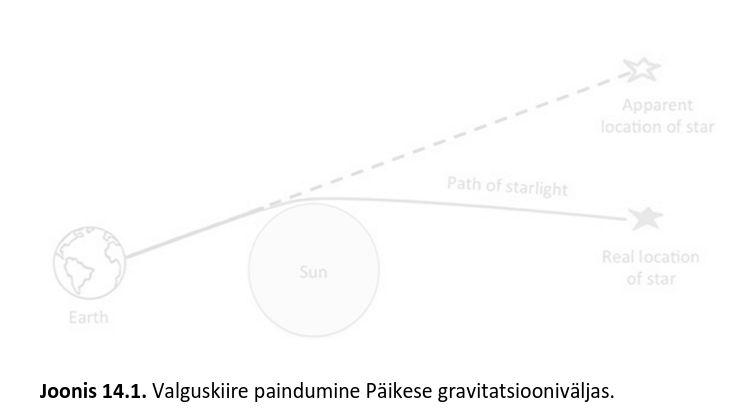 Apparent
location of star
Path of starlight
Real location
of star
Sun
Earth
Joonis 14.1. Valguskiire paindumine Päikese gravitatsiooniväljas.